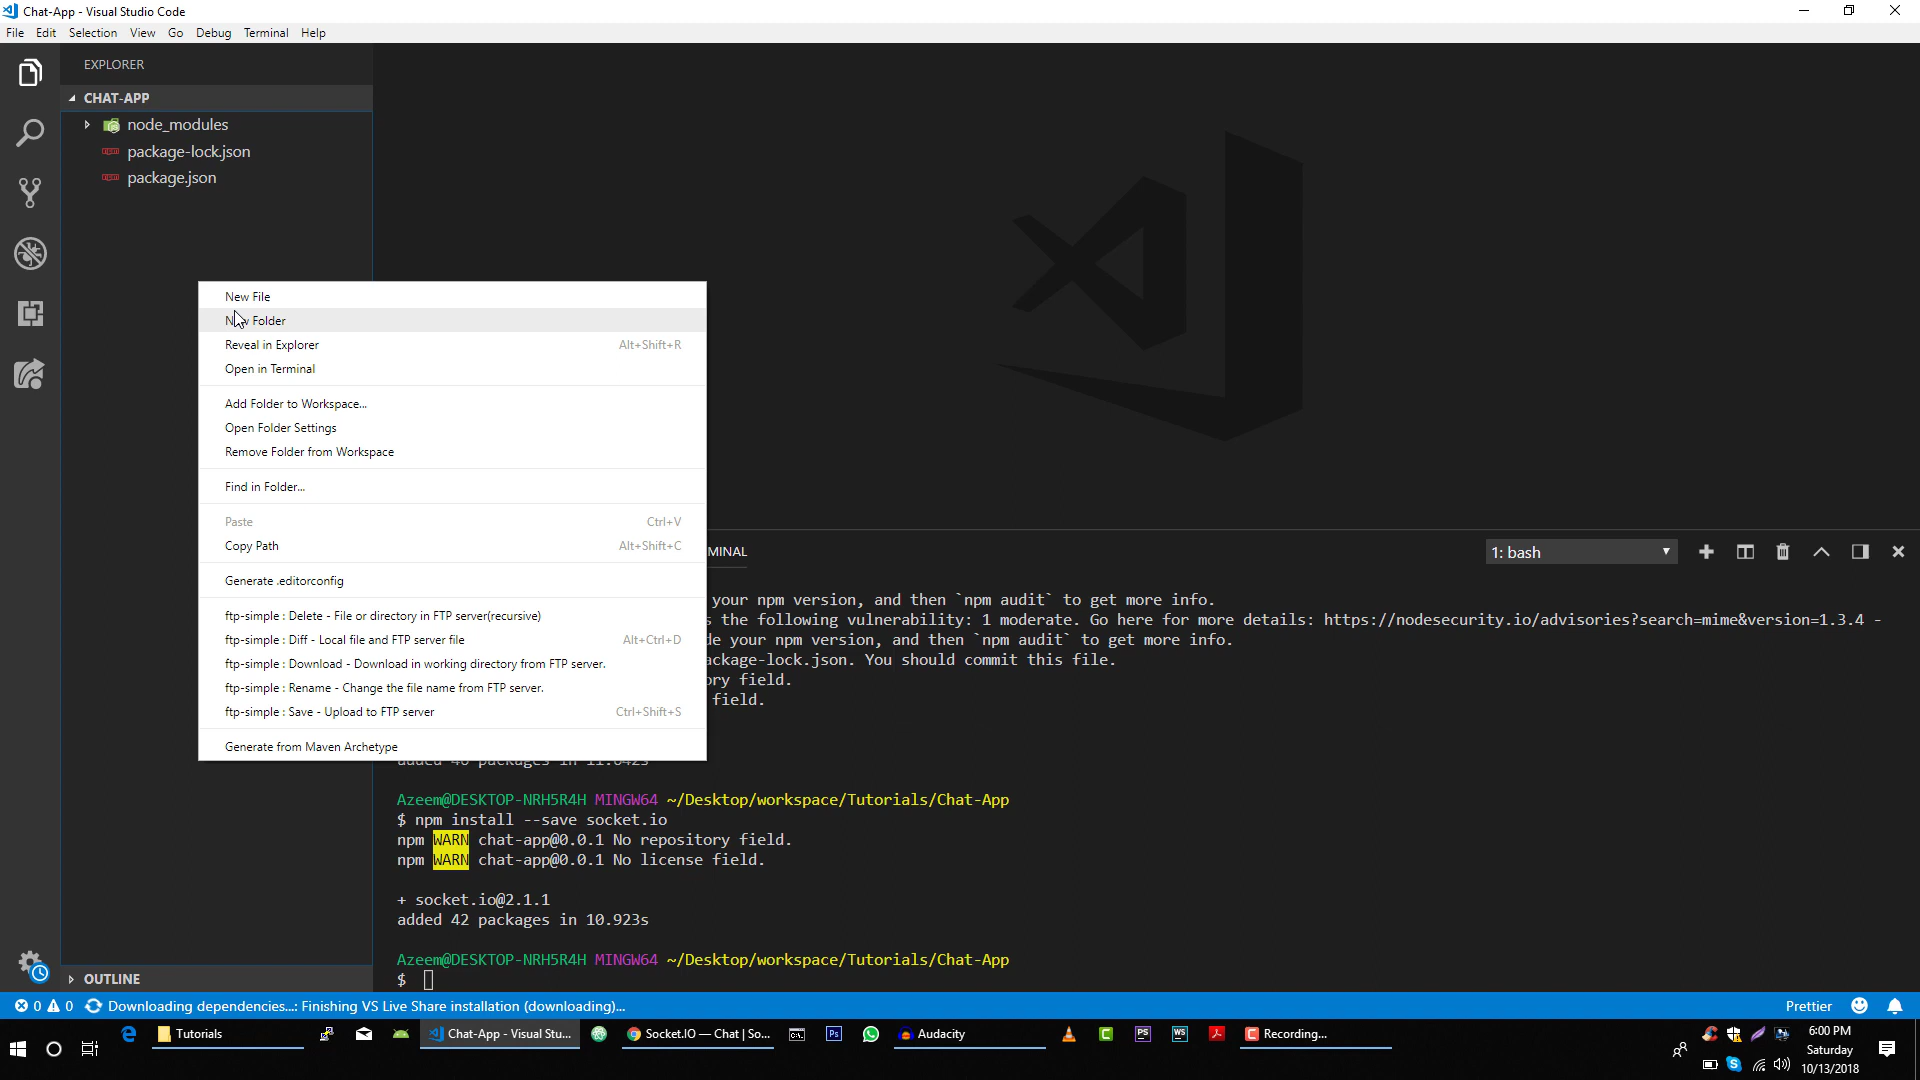 Chat-App - Visual Studio Code
File Edit Selection View Go Debug Terminal Help
EXPLORER
CHAT-APP
node_modules
package-lock.json
package.json
New File
New Folder
Reveal in Explorer Alt+Shift+R
Open in Terminal
Add Folder to Workspace...
Open Folder Settings
Remove Folder from Workspace
Find in Folder...
Paste Ctrl+V
Copy Path Alt+Shift+C
Generate .editorconfig
ftp-simple : Delete - File or directory in FTP server(recursive)
ftp-simple : Diff - Local file and FTP server file Alt+Ctrl+D
ftp-simple : Download - Download in working directory from FTP server.
ftp-simple : Rename - Change the file name from FTP server.
ftp-simple : Save - Upload to FTP server Ctrl+Shift+S
Generate from Maven Archetype
MINAL 1: bash
your npm version, and then `npm audit` to get more info.
s the following vulnerability: 1 moderate. Go here for more details: https://nodesecurity.io/advisories?search=mime&version=1.3.4 -
de your npm version, and then `npm audit` to get more info.
ackage-lock.json. You should commit this file.
ory field.
field.
Azeem@DESKTOP-NRH5R4H MINGW64 ~/Desktop/workspace/Tutorials/Chat-App
$ npm install --save socket.io
npm WARN chat-app@0.0.1 No repository field.
npm WARN chat-app@0.0.1 No license field.
+ socket.io@2.1.1
added 42 packages in 10.923s
Azeem@DESKTOP-NRH5R4H MINGW64 ~/Desktop/workspace/Tutorials/Chat-App
$
OUTLINE
0 0 Downloading dependencies...: Finishing VS Live Share installation (downloading)... Prettier
Tutorials Chat-App - Visual Stu... Socket.IO — Chat | So... Ps Audacity PS WS Recording...
6:00 PM
Saturday
10/13/2018